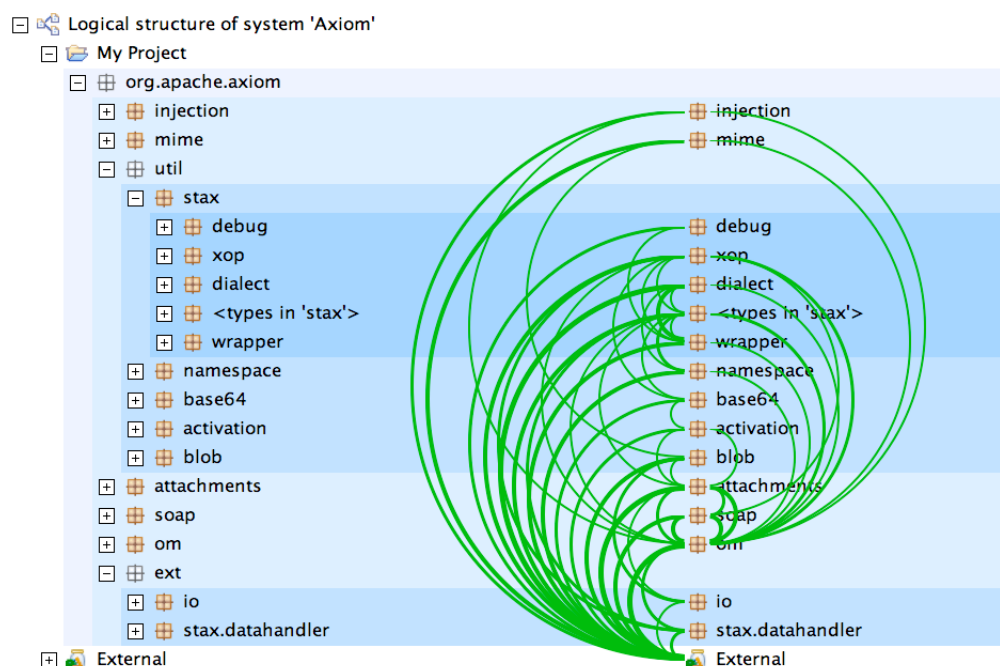 Logical structure of system 'Axiom'
My Project
org.apache.axiom
injection injection
mime mime
util
stax
debug debug
xop xop
dialect dialect
<types in 'stax'> <types in 'stax'>
wrapper wrapper
namespace namespace
base64 base64
activation activation
blob blob
attachments attachments
soap soap
om om
ext
io io
stax.datahandler stax.datahandler
External External